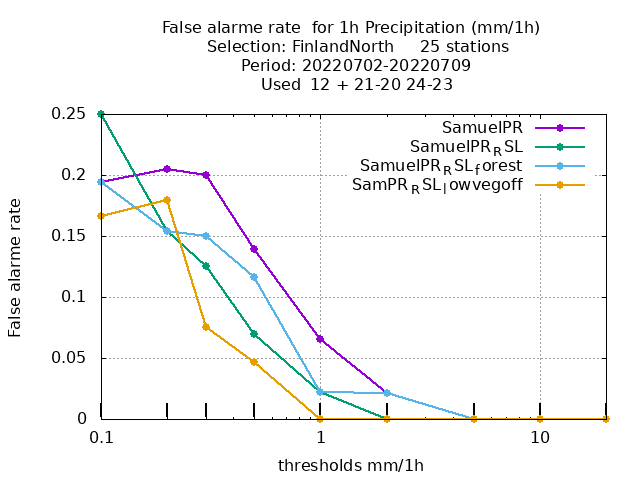 False alarme rate  for 1h Precipitation (mm/1h)
Selection: FinlandNorth     25 stations
Period: 20220702-20220709
Used 12 + 21-20 24-23
SamuelPR
SamuelPR_RSL
SamuelPR_RSL_forest
SamPR_RSL_lowvegoff
False alarme rate
0.25
0.2
0.15
0.1
0.05
0
0.1 1 10
thresholds mm/1h